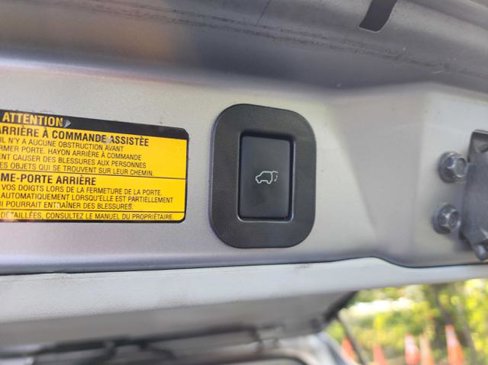 ATTENTION
ARRIÈRE À COMMANDE ASSISTÉE
IL N'Y A AUCUNE OBSTRUCTION AVANT
FERMER PORTE. HAYON ARRIÈRE À COMMANDE
CAUSER DES BLESSURES AUX PERSONNES
OBJETS QUI SE TROUVENT SUR LEUR CHEMIN.
ME-PORTE ARRIÈRE
VOS DOIGTS LORS DE LA FERMETURE DE LA PORTE.
AUTOMATIQUEMENT LORSQU'ELLE EST PARTIELLEMENT
POURRAIT ENTRAÎNER DES BLESSURES.
DÉTAILLÉES, CONSULTEZ LE MANUEL DU PROPRIÉTAIRE.